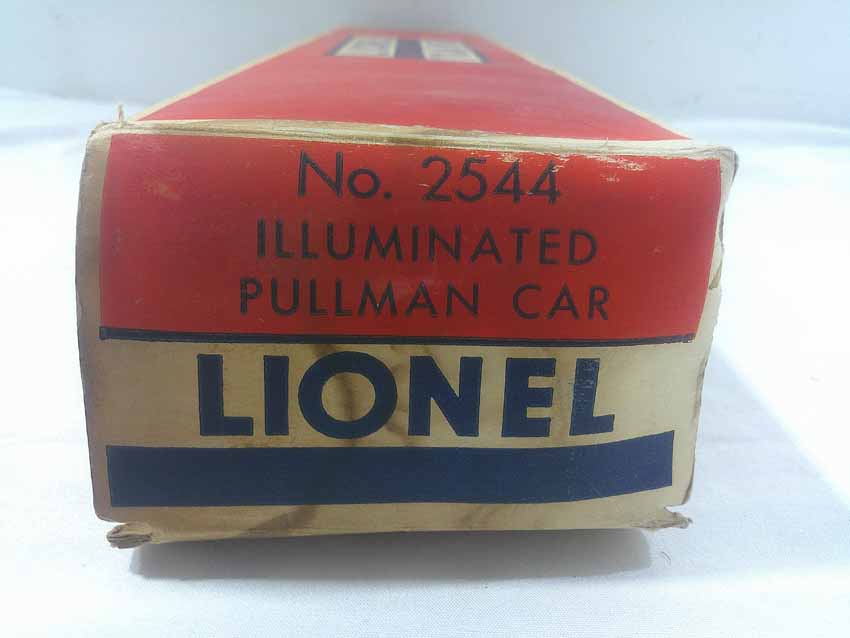 No. 2544
ILLUMINATED
PULLMAN CAR
LIONEL